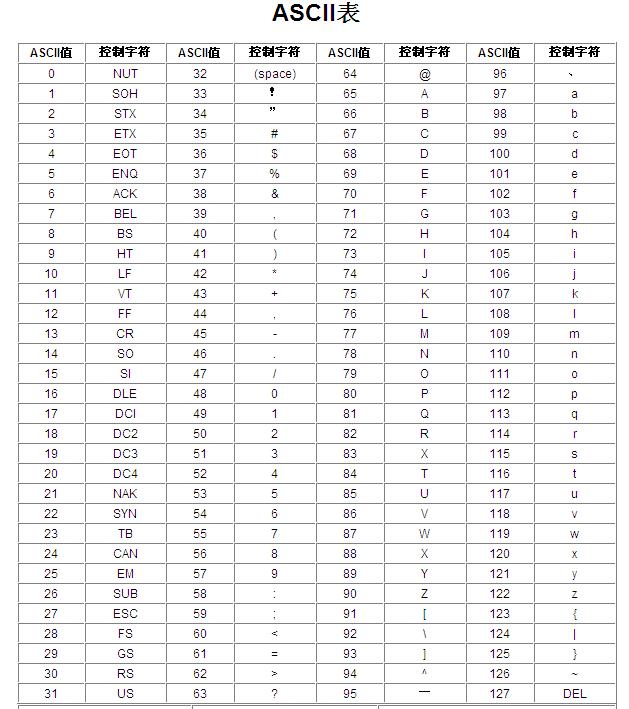 ASCII表
ASCII值 控制字符 ASCII值 控制字符 ASCII值 控制字符 ASCII值 控制字符
0 NUT 32 (space) 64 @ 96 、
1 SOH 33 ！ 65 A 97 a
2 STX 34 ” 66 B 98 b
3 ETX 35 # 67 C 99 c
4 EOT 36 $ 68 D 100 d
5 ENQ 37 % 69 E 101 e
6 ACK 38 & 70 F 102 f
7 BEL 39 , 71 G 103 g
8 BS 40 ( 72 H 104 h
9 HT 41 ) 73 I 105 i
10 LF 42 * 74 J 106 j
11 VT 43 + 75 K 107 k
12 FF 44 , 76 L 108 l
13 CR 45 - 77 M 109 m
14 SO 46 . 78 N 110 n
15 SI 47 / 79 O 111 o
16 DLE 48 0 80 P 112 p
17 DCI 49 1 81 Q 113 q
18 DC2 50 2 82 R 114 r
19 DC3 51 3 83 X 115 s
20 DC4 52 4 84 T 116 t
21 NAK 53 5 85 U 117 u
22 SYN 54 6 86 V 118 v
23 TB 55 7 87 W 119 w
24 CAN 56 8 88 X 120 x
25 EM 57 9 89 Y 121 y
26 SUB 58 : 90 Z 122 z
27 ESC 59 ; 91 [ 123 {
28 FS 60 < 92 \ 124 |
29 GS 61 = 93 ] 125 }
30 RS 62 > 94 ^ 126 ~
31 US 63 ? 95 — 127 DEL